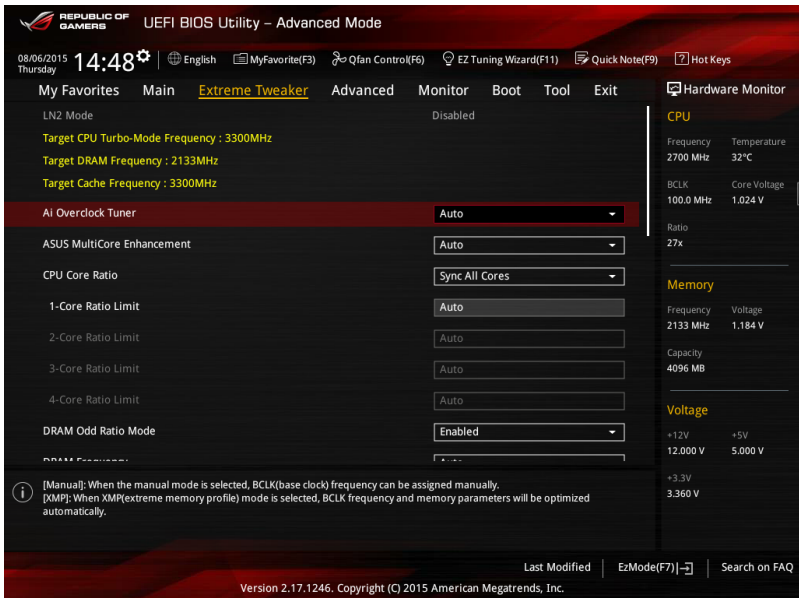 REPUBLIC OF
GAMERS
UEFI BIOS Utility – Advanced Mode
08/06/2015
Thursday
14:48
English
MyFavorite(F3)
Qfan Control(F6)
EZ Tuning Wizard(F11)
Quick Note(F9)
? Hot Keys
My Favorites Main Extreme Tweaker Advanced Monitor Boot Tool Exit
Hardware Monitor
LN2 Mode Disabled
Target CPU Turbo-Mode Frequency : 3300MHz
Target DRAM Frequency : 2133MHz
Target Cache Frequency : 3300MHz
Ai Overclock Tuner Auto
ASUS MultiCore Enhancement Auto
CPU Core Ratio Sync All Cores
1-Core Ratio Limit Auto
2-Core Ratio Limit Auto
3-Core Ratio Limit Auto
4-Core Ratio Limit Auto
DRAM Odd Ratio Mode Enabled
DRAM Frequency Auto
CPU
Frequency Temperature
2700 MHz 32°C
BCLK Core Voltage
100.0 MHz 1.024 V
Ratio
27x
Memory
Frequency Voltage
2133 MHz 1.184 V
Capacity
4096 MB
Voltage
+12V +5V
12.000 V 5.000 V
+3.3V
3.360 V
[Manual]: When the manual mode is selected, BCLK(base clock) frequency can be assigned manually.
[XMP]: When XMP(extreme memory profile) mode is selected, BCLK frequency and memory parameters will be optimized
automatically.
Last Modified
EzMode(F7)
Search on FAQ
Version 2.17.1246. Copyright (C) 2015 American Megatrends, Inc.